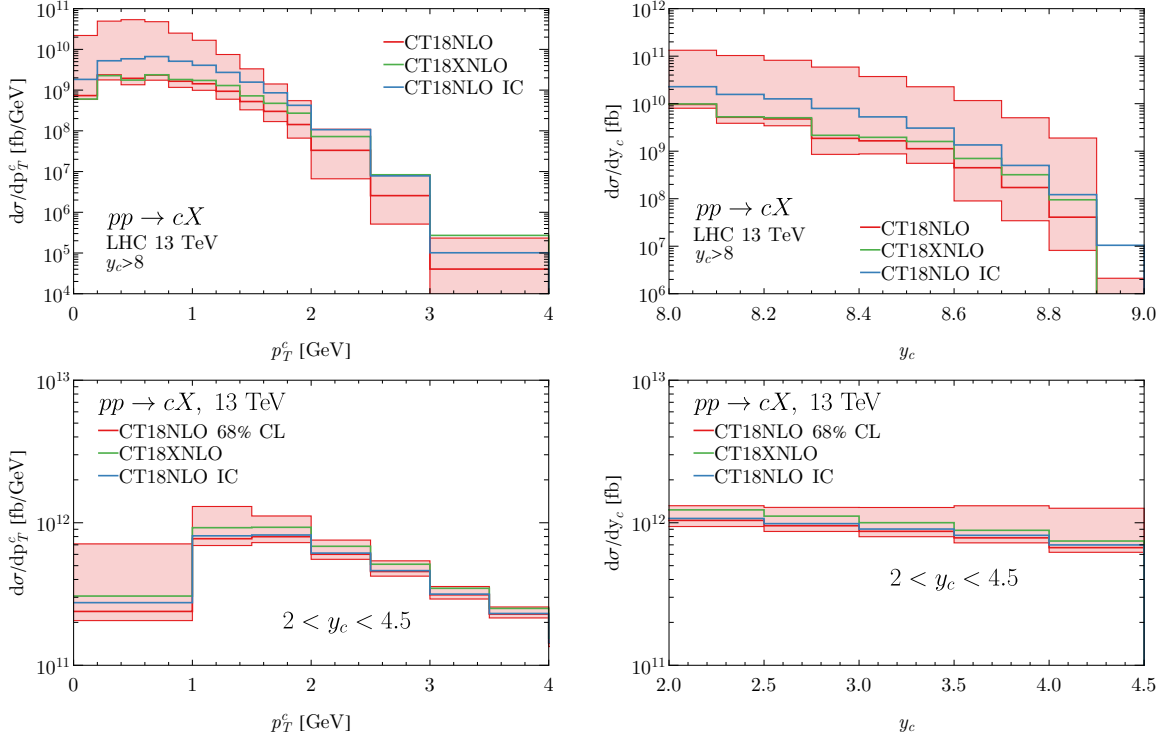 10^11
10^10
10^9
10^8
10^7
10^6
10^5
10^4
dσ/dp_T^c [fb/GeV]
CT18NLO
CT18XNLO
CT18NLO IC
pp → cX
LHC 13 TeV
y_c>8
0 1 2 3 4
p_T^c [GeV]
10^12
10^11
10^10
10^9
10^8
10^7
10^6
dσ/dy_c [fb]
pp → cX
LHC 13 TeV
y_c>8
CT18NLO
CT18XNLO
CT18NLO IC
8.0 8.2 8.4 8.6 8.8 9.0
y_c
10^13
10^12
10^11
dσ/dp_T^c [fb/GeV]
pp → cX, 13 TeV
CT18NLO 68% CL
CT18XNLO
CT18NLO IC
2 < y_c < 4.5
0 1 2 3 4
p_T^c [GeV]
10^13
10^12
10^11
dσ/dy_c [fb]
pp → cX, 13 TeV
CT18NLO 68% CL
CT18XNLO
CT18NLO IC
2 < y_c < 4.5
2.0 2.5 3.0 3.5 4.0 4.5
y_c